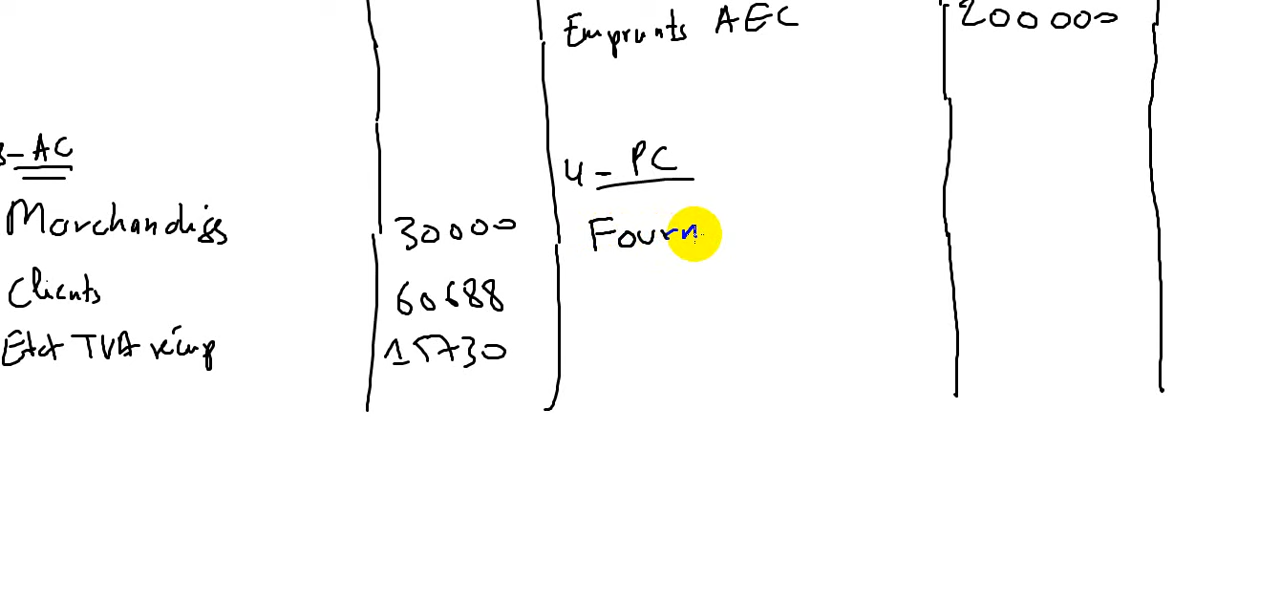 Emprunts AEC 200000
3-AC
4- PC
Marchandises 30000 Fourn
Clients 60688
Etat TVA récup 15730